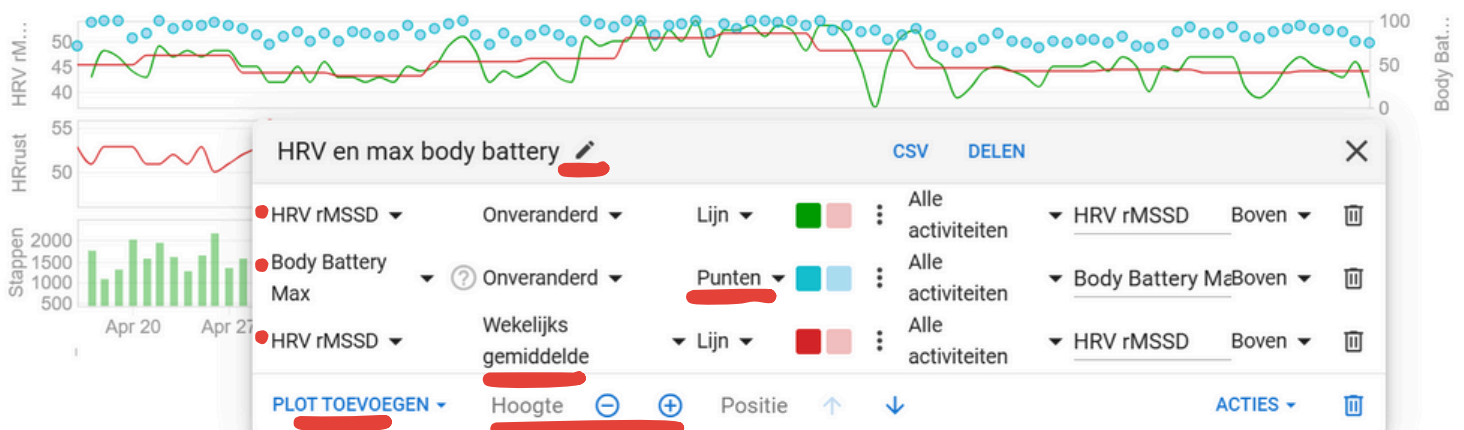 HRV rM...
50
45
40
100
50
0
Body Bat...
HRrust
55
50
Stappen
2000
1500
1000
500
Apr 20
Apr 27
HRV en max body battery
CSV
DELEN
HRV rMSSD
Onveranderd
Lijn
Alle
activiteiten
HRV rMSSD
Boven
Body Battery
Max
?
Onveranderd
Punten
Alle
activiteiten
Body Battery Ma
Boven
HRV rMSSD
Wekelijks
gemiddelde
Lijn
Alle
activiteiten
HRV rMSSD
Boven
PLOT TOEVOEGEN
Hoogte
Positie
ACTIES